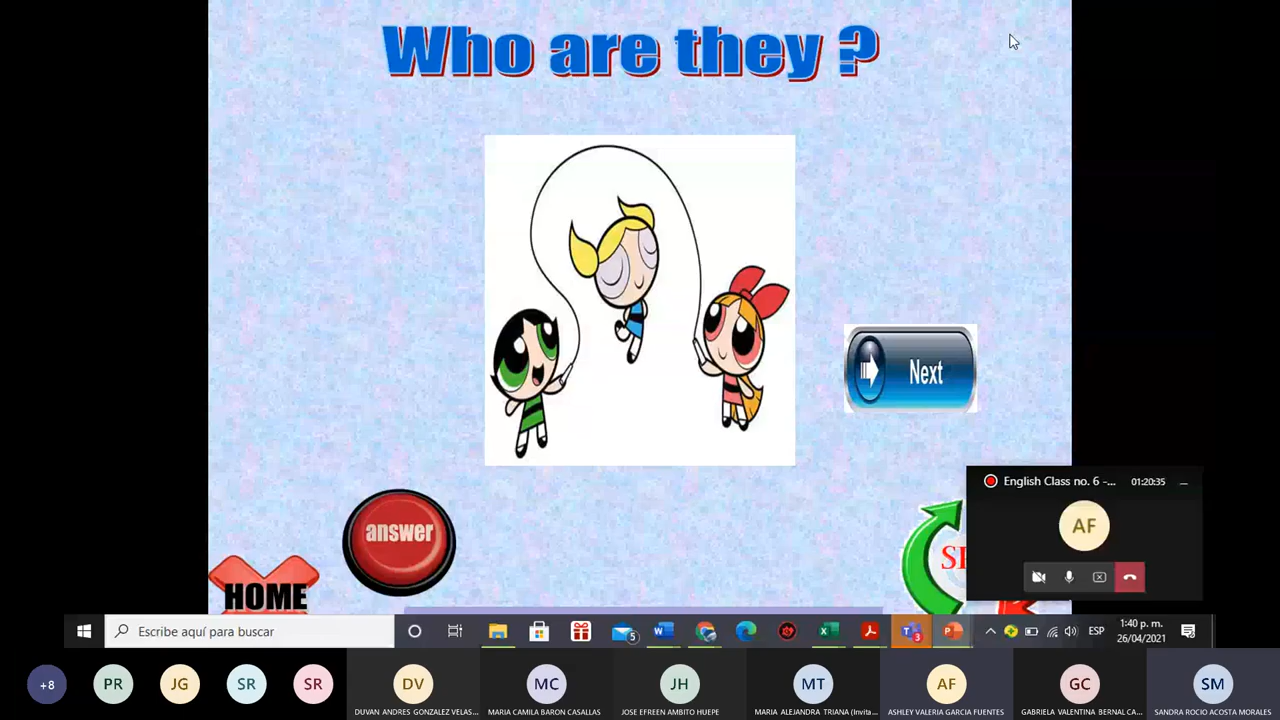 Who are they ?
Next
answer
HOME
English Class no. 6 -...
01:20:35
AF
Escribe aquí para buscar
5
3
ESP
1:40 p. m.
26/04/2021
+8
PR
JG
SR
SR
DV
MC
JH
MT
AF
GC
SM
DUVAN ANDRES GONZALEZ VELAS...
MARIA CAMILA BARON CASALLAS
JOSE EFREEN AMBITO HUEPE
MARIA ALEJANDRA TRIANA (Invita...
ASHLEY VALERIA GARCIA FUENTES
GABRIELA VALENTINA BERNAL CA...
SANDRA ROCIO ACOSTA MORALES